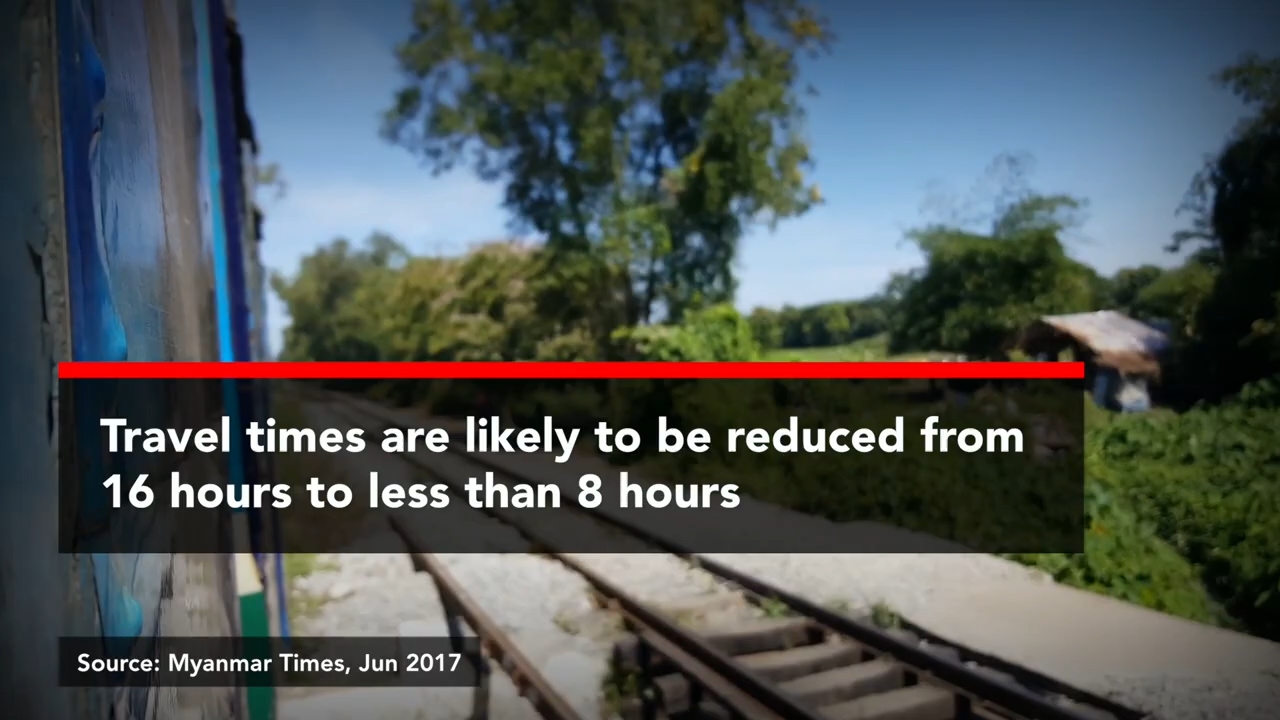 Travel times are likely to be reduced from
16 hours to less than 8 hours
Source: Myanmar Times, Jun 2017